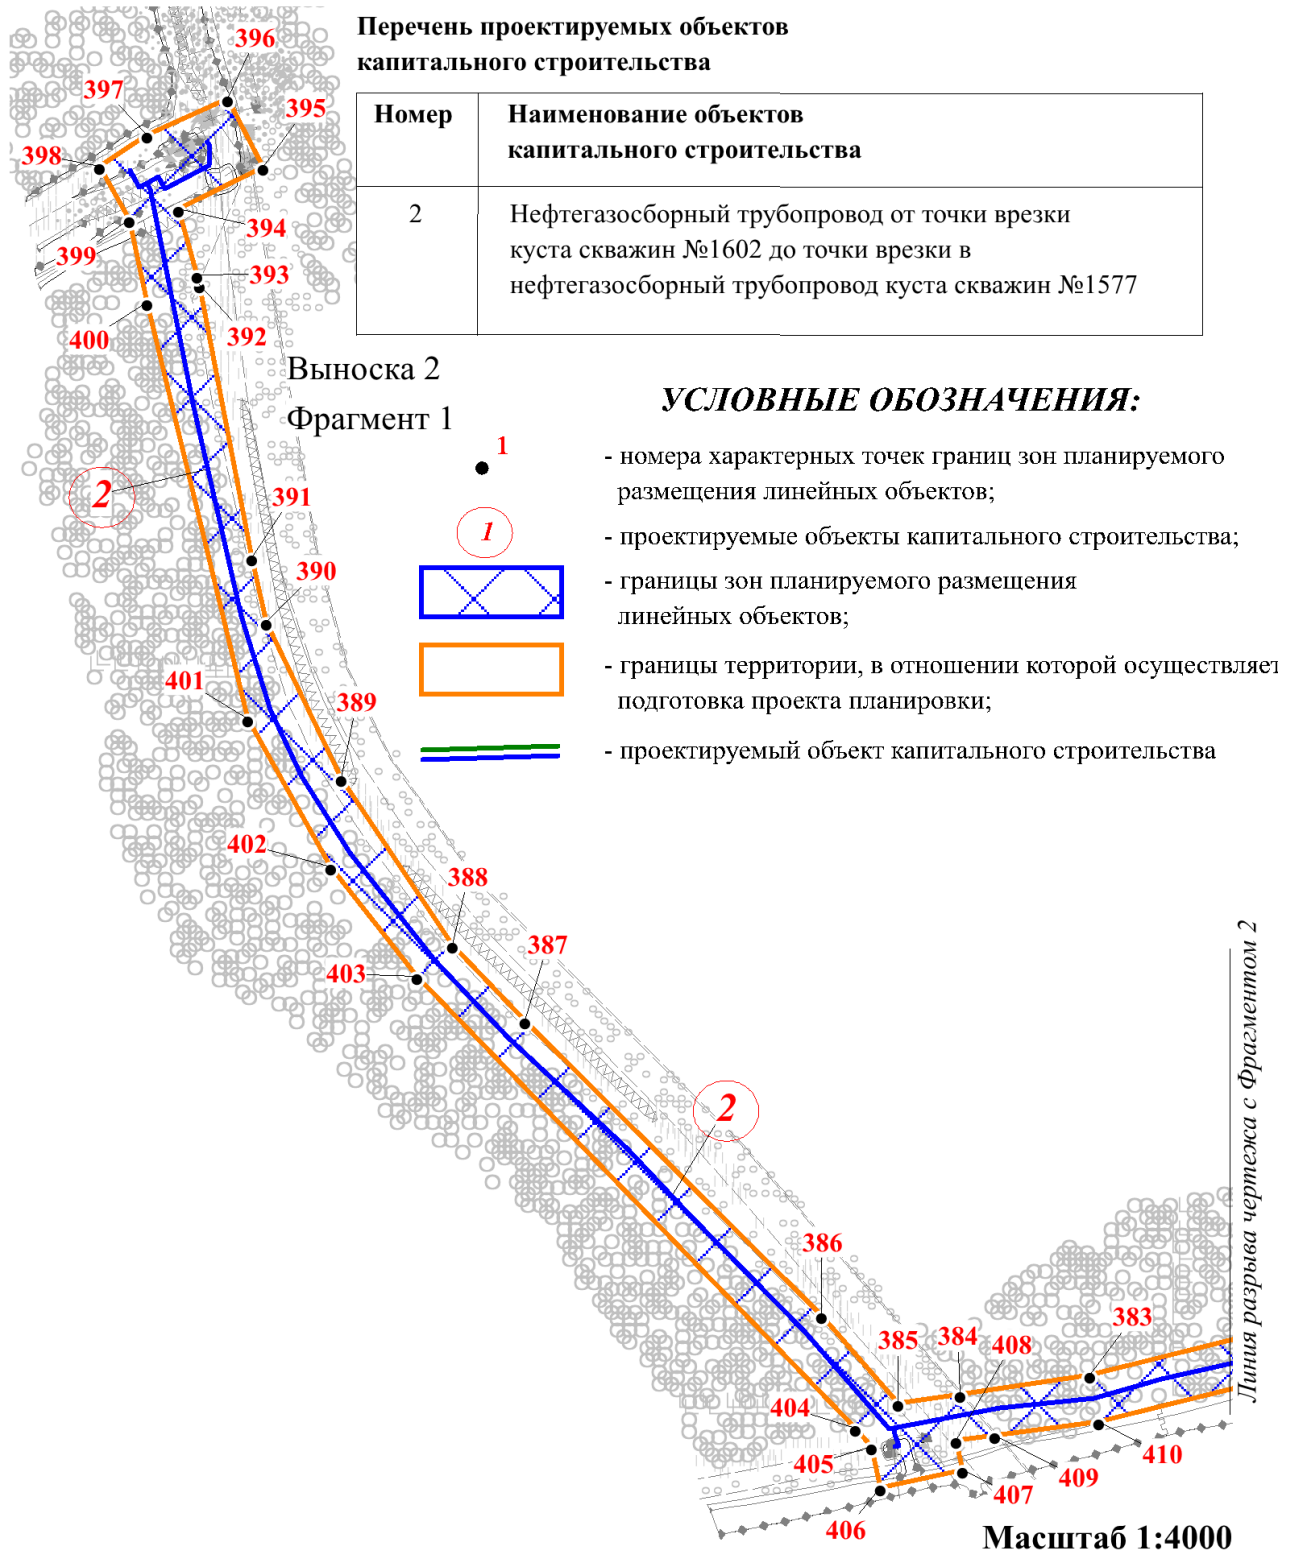 Перечень проектируемых объектов
капитального строительства
Номер
Наименование объектов
капитального строительства
2
Нефтегазосборный трубопровод от точки врезки
куста скважин №1602 до точки врезки в
нефтегазосборный трубопровод куста скважин №1577
396
397
395
398
394
399
393
392
400
Выноска 2
Фрагмент 1
УСЛОВНЫЕ ОБОЗНАЧЕНИЯ:
1
- номера характерных точек границ зон планируемого
размещения линейных объектов;
1
- проектируемые объекты капитального строительства;
- границы зон планируемого размещения
линейных объектов;
- границы территории, в отношении которой осуществляет
подготовка проекта планировки;
- проектируемый объект капитального строительства
2
391
390
401
389
402
388
387
403
2
386
385
384
408
383
404
405
409
410
407
406
Линия разрыва чертежа с Фрагментом 2
Масштаб 1:4000